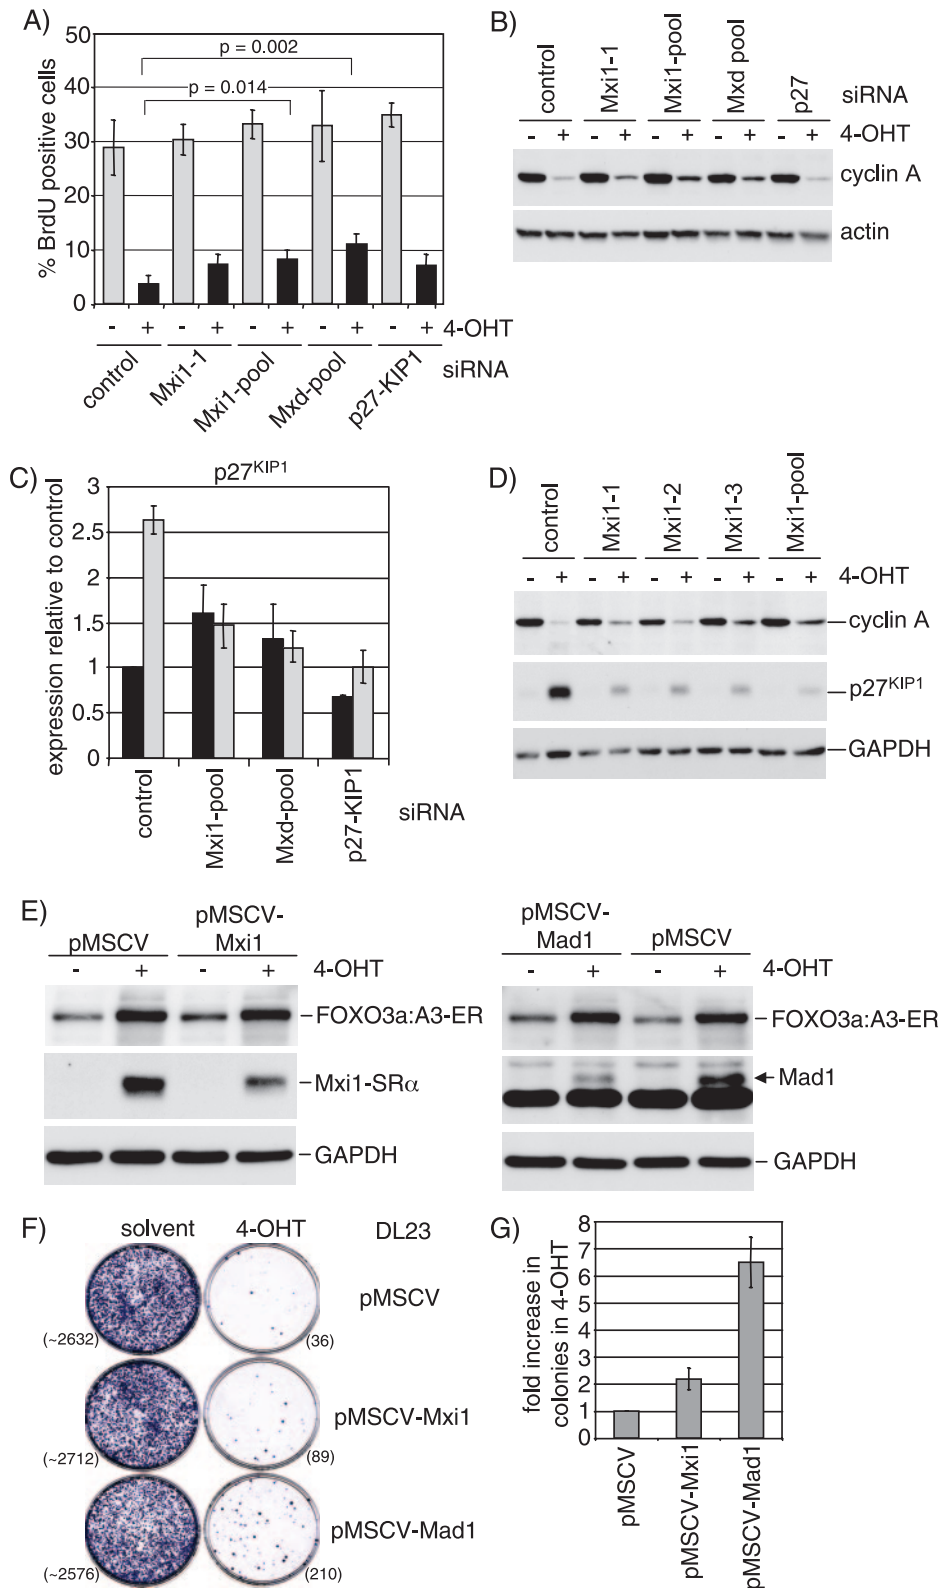 A)
50
40
30
20
10
0
% BrdU positive cells
p = 0.002
p = 0.014
- + - + - + - + - +
4-OHT
control
Mxi1-1
Mxi1-pool
Mxd-pool
p27-KIP1
siRNA
B)
control
Mxi1-1
Mxi1-pool
Mxd pool
p27
siRNA
- + - + - + - + - +
4-OHT
cyclin A
actin
C)
p27KIP1
3
2.5
2
1.5
1
0.5
0
expression relative to control
control
Mxi1-pool
Mxd-pool
p27-KIP1
siRNA
D)
control
Mxi1-1
Mxi1-2
Mxi1-3
Mxi1-pool
- + - + - + - + - +
4-OHT
cyclin A
p27KIP1
GAPDH
E)
pMSCV
pMSCV-
Mxi1
- + - +
4-OHT
FOXO3a:A3-ER
Mxi1-SRα
GAPDH
pMSCV-
Mad1
pMSCV
- + - +
4-OHT
FOXO3a:A3-ER
Mad1
GAPDH
F)
solvent
4-OHT
DL23
pMSCV
(~2632)
(36)
pMSCV-Mxi1
(~2712)
(89)
pMSCV-Mad1
(~2576)
(210)
G)
8
7
6
5
4
3
2
1
0
fold increase in
colonies in 4-OHT
pMSCV
pMSCV-Mxi1
pMSCV-Mad1